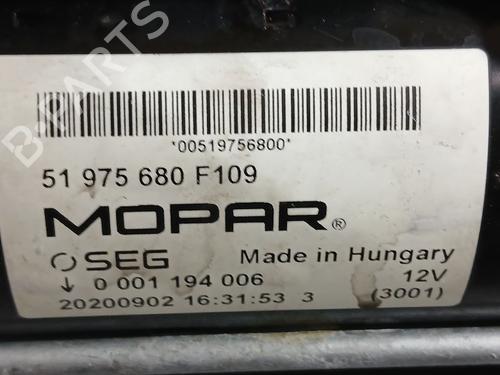 B-PARTS
*00519756800*
51 975 680 F109
MOPAR®
SEG Made in Hungary
↓ 0 001 194 006 12V
20200902 16:31:53 3 (3001)